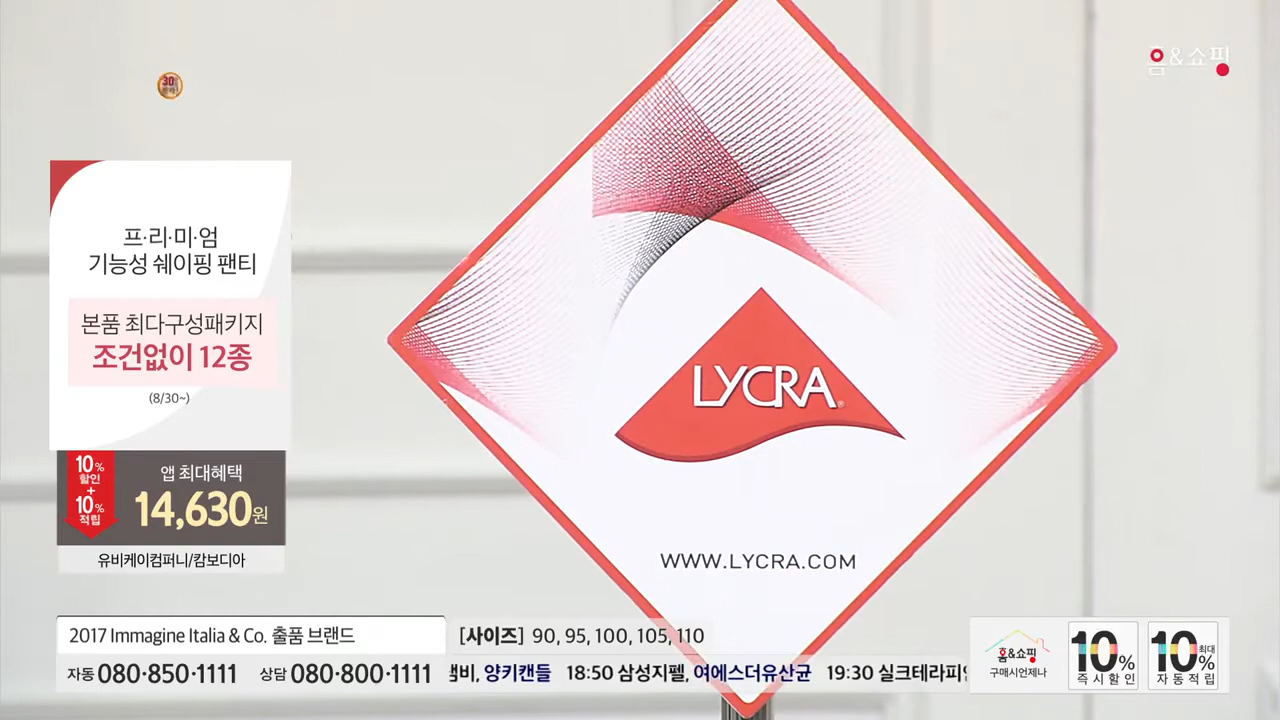 홈&쇼핑
30
프·리·미·엄
기능성 쉐이핑 팬티
본품 최다구성패키지
조건없이 12종
(8/30~)
10%
할인
+
10%
적립
앱 최대혜택
14,630원
유비케이컴퍼니/캄보디아
LYCRA®
WWW.LYCRA.COM
2017 Immagine Italia & Co. 출품 브랜드
[사이즈] 90, 95, 100, 105, 110
자동 080·850·1111 상담 080·800·1111
양키캔들 18:50 삼성지펠, 여에스더유산균 19:30 실크테라피
홈&쇼핑
구매시언제나
10%
즉시할인
10% 최대
자동적립